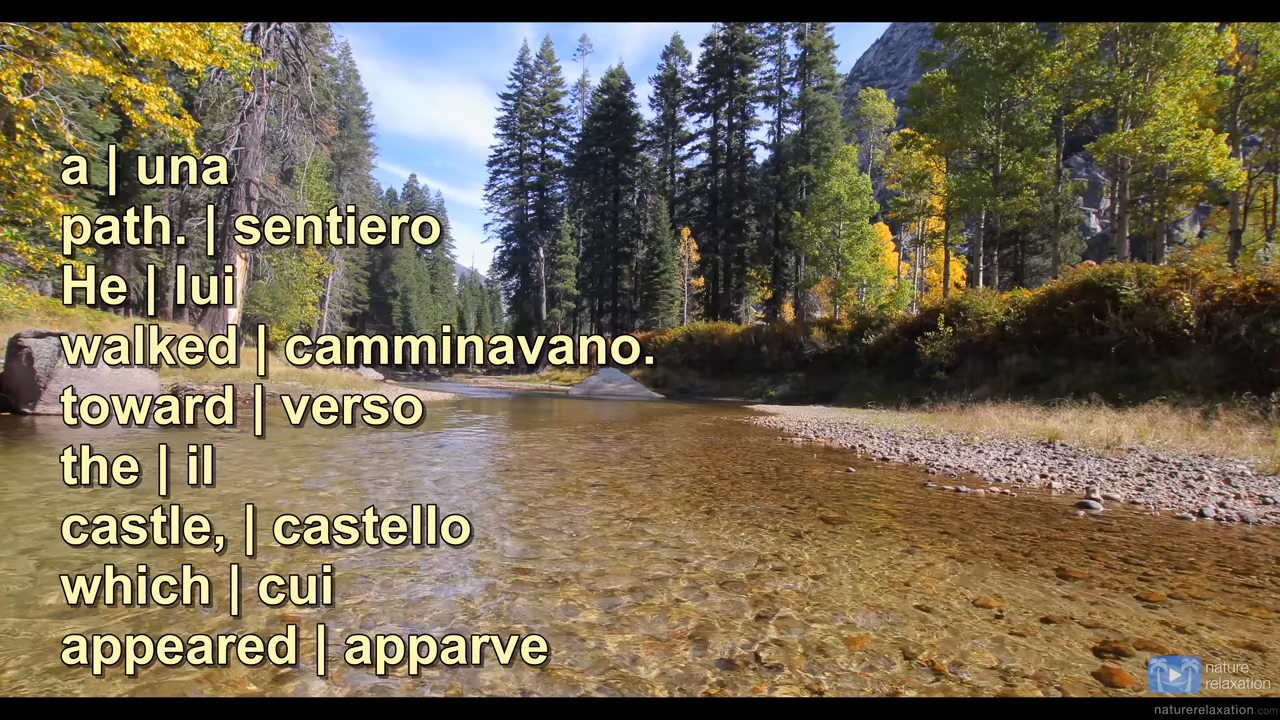 a | una
path. | sentiero
He | lui
walked | camminavano.
toward | verso
the | il
castle, | castello
which | cui
appeared | apparve
nature
relaxation
naturerelaxation.com